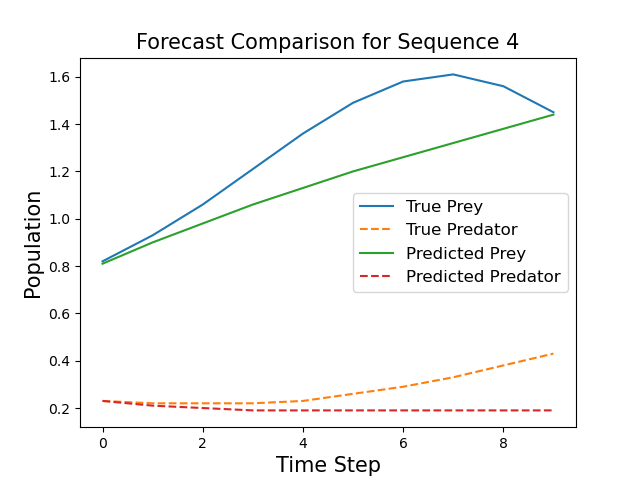 Forecast Comparison for Sequence 4
Population
1.6
1.4
1.2
1.0
0.8
0.6
0.4
0.2
True Prey
True Predator
Predicted Prey
Predicted Predator
0 2 4 6 8
Time Step